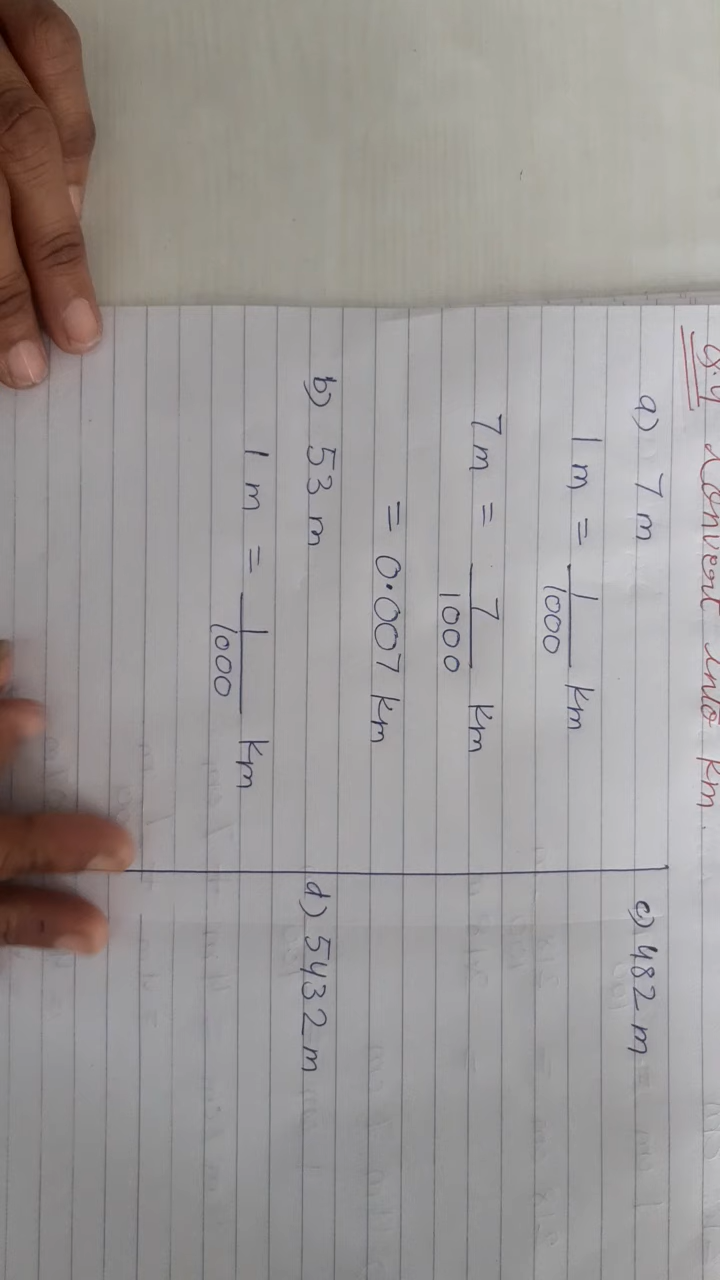 Q.4 Convert into km.
a) 7 m
1 m = 1/1000 km
7 m = 7/1000 km
= 0.007 km
b) 53 m
1 m = 1/1000 km
c) 482 m
d) 5432 m